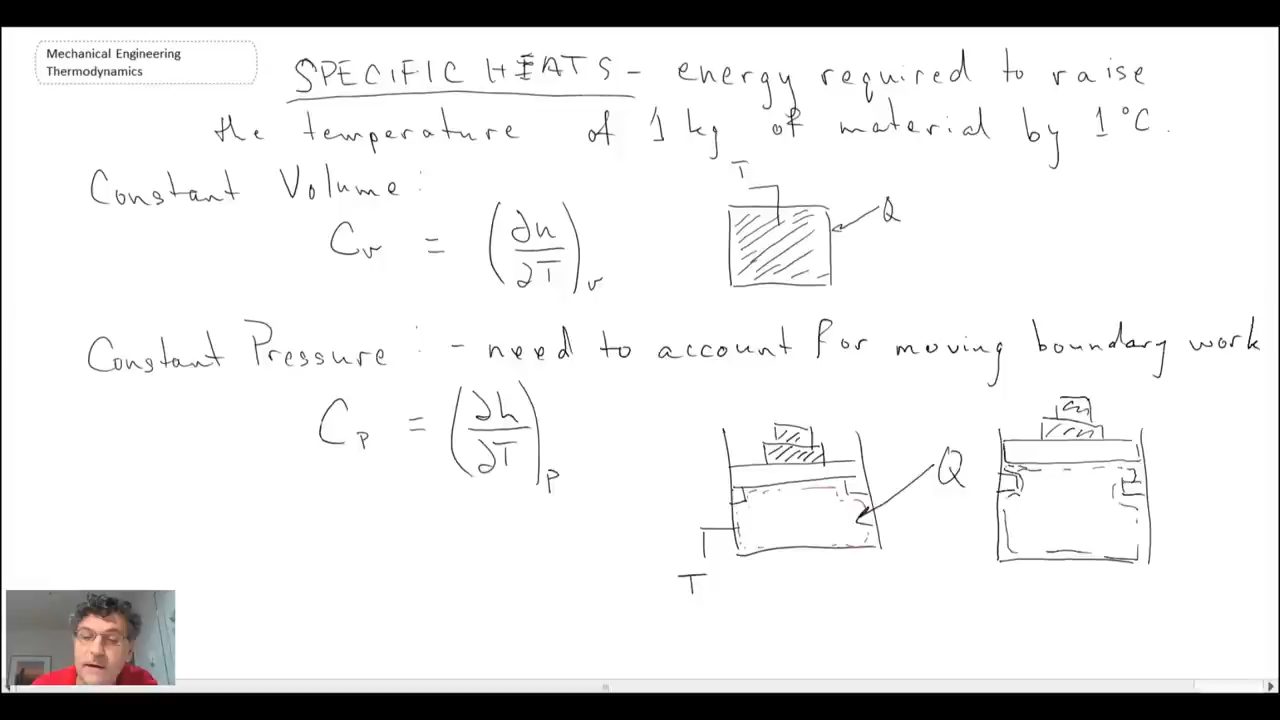 Mechanical Engineering
Thermodynamics
SPECIFIC HEATS - energy required to raise
the temperature of 1 kg of material by 1 °C.
Constant Volume:
T
Q
Cv = (∂u/∂T)v
Constant Pressure: - need to account for moving boundary work
Cp = (∂h/∂T)p
Q
T